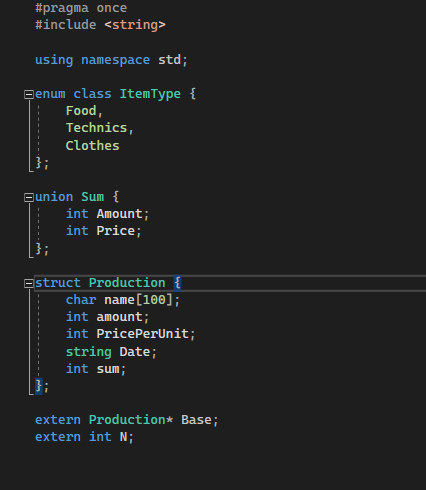 #pragma once
#include <string>
using namespace std;
enum class ItemType {
Food,
Technics,
Clothes
};
union Sum {
int Amount;
int Price;
};
struct Production {
char name[100];
int amount;
int PricePerUnit;
string Date;
int sum;
};
extern Production* Base;
extern int N;